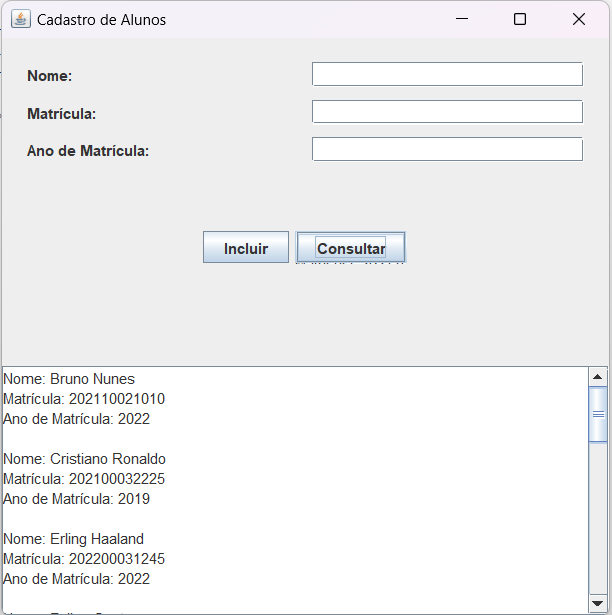 Cadastro de Alunos
Nome:
Matrícula:
Ano de Matrícula:
Incluir Consultar
Nome: Bruno Nunes
Matrícula: 202110021010
Ano de Matrícula: 2022
Nome: Cristiano Ronaldo
Matrícula: 202100032225
Ano de Matrícula: 2019
Nome: Erling Haaland
Matrícula: 202200031245
Ano de Matrícula: 2022